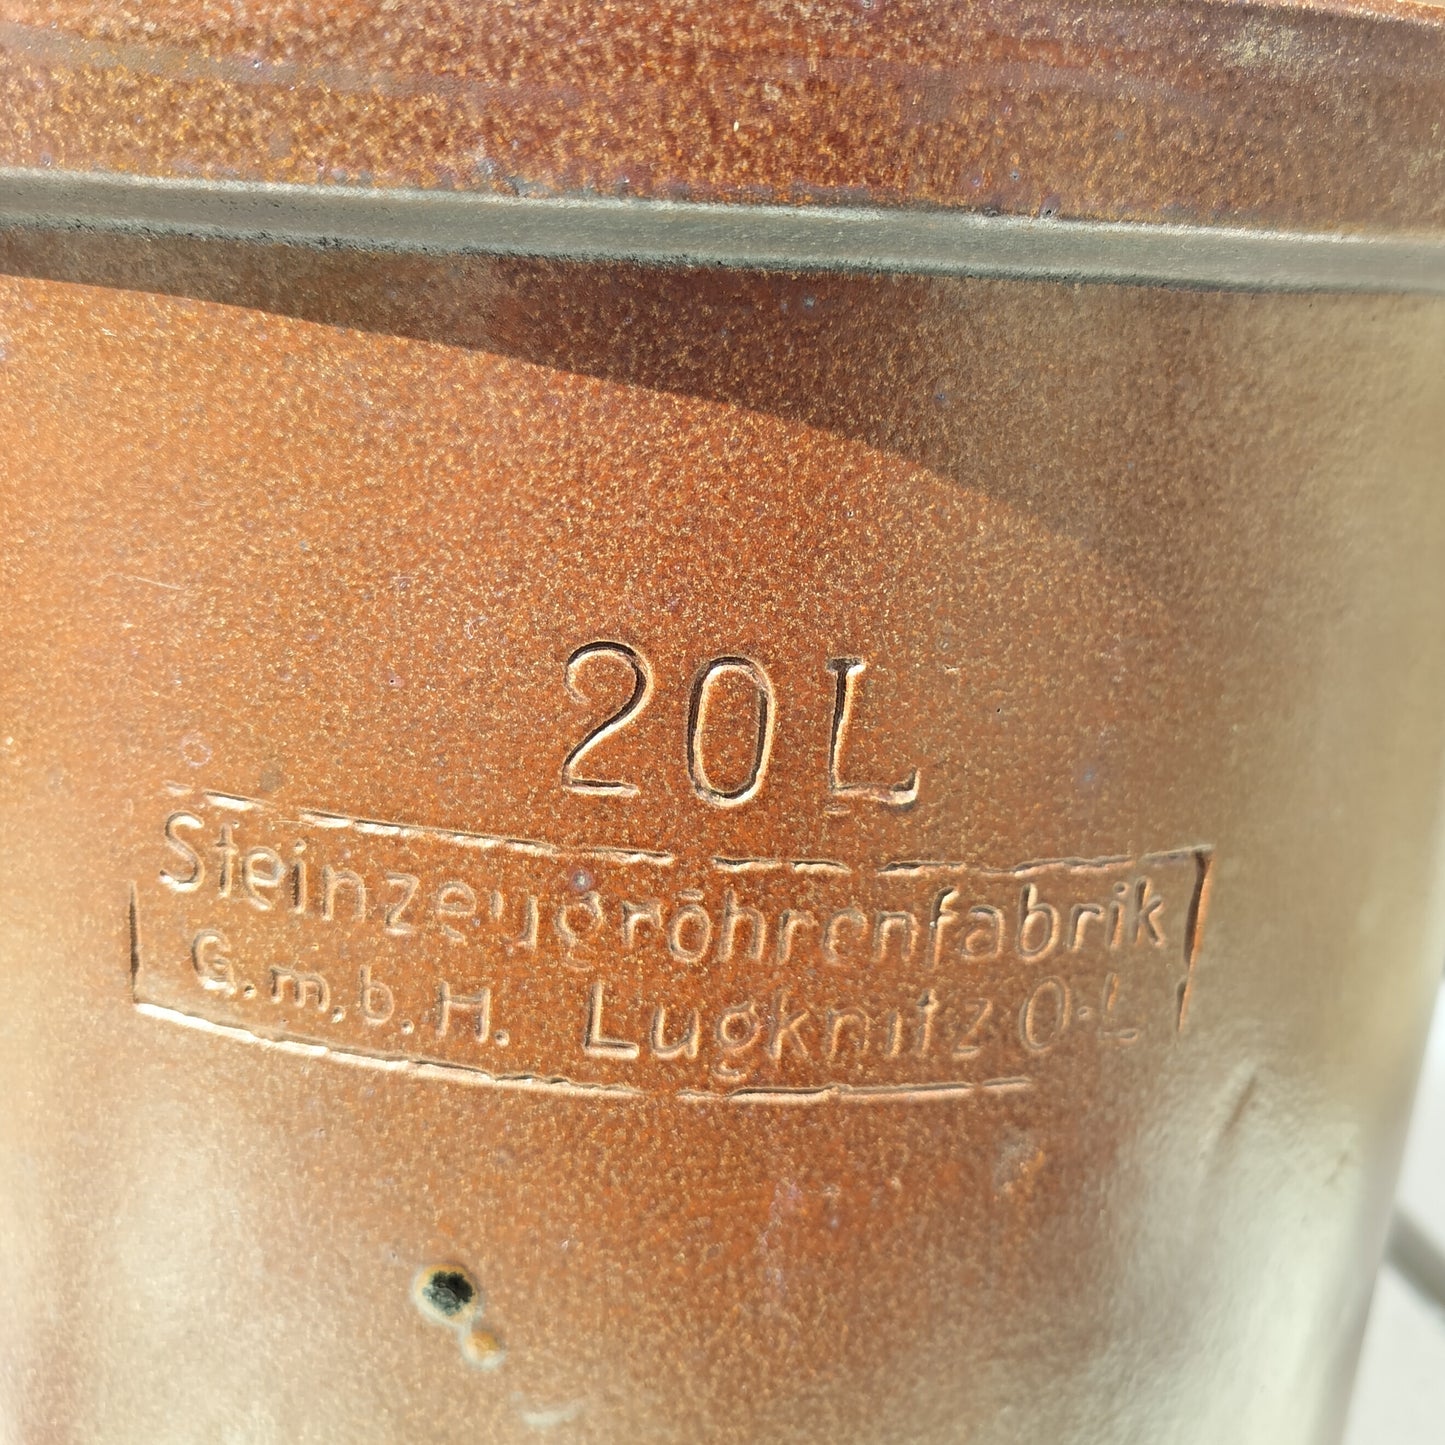 20L
Steinzeugröhrenfabrik
G.m.b.H. Lugknitz O.L